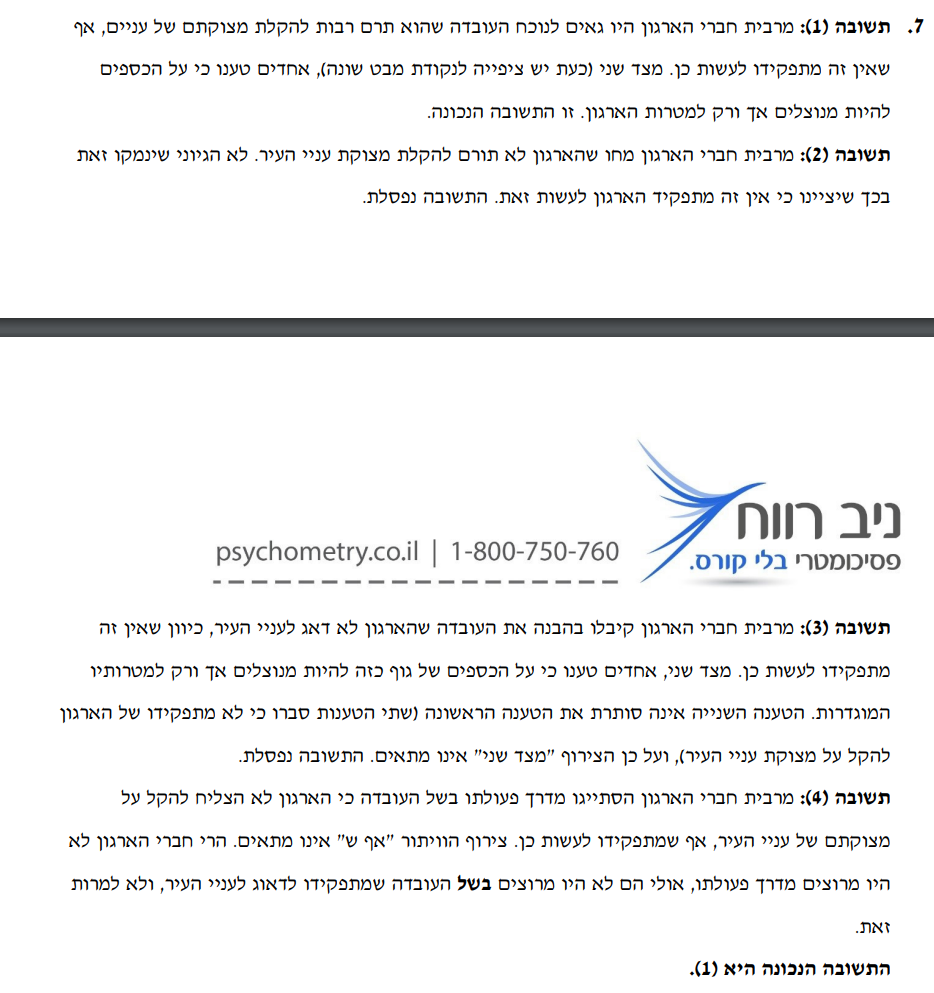 7. תשובה (1): מרבית חברי הארגון היו גאים לנוכח העובדה שהוא תרם רבות להקלת מצוקתם של עניים, אף
שאין זה מתפקידו לעשות כן. מצד שני (כעת יש ציפייה לנקודת מבט שונה), אחדים טענו כי על הכספים
להיות מנוצלים אך ורק למטרות הארגון. זו התשובה הנכונה.
תשובה (2): מרבית חברי הארגון מחו שהארגון לא תורם להקלת מצוקת עניי העיר. לא הגיוני שינמקו זאת
בכך שיציינו כי אין זה מתפקיד הארגון לעשות זאת. התשובה נפסלת.
ניב רווח
פסיכומטרי בלי קורס.
psychometry.co.il | 1-800-750-760
תשובה (3): מרבית חברי הארגון קיבלו בהבנה את העובדה שהארגון לא דאג לעניי העיר, כיוון שאין זה
מתפקידו לעשות כן. מצד שני, אחדים טענו כי על הכספים של גוף כזה להיות מנוצלים אך ורק למטרותיו
המוגדרות. הטענה השנייה אינה סותרת את הטענה הראשונה (שתי הטענות סברו כי לא מתפקידו של הארגון
להקל על מצוקת עניי העיר), ועל כן הצירוף "מצד שני" אינו מתאים. התשובה נפסלת.
תשובה (4): מרבית חברי הארגון הסתייגו מדרך פעולתו בשל העובדה כי הארגון לא הצליח להקל על
מצוקתם של עניי העיר, אף שמתפקידו לעשות כן. צירוף הוויתור "אף ש" אינו מתאים. הרי חברי הארגון לא
היו מרוצים מדרך פעולתו, אולי הם לא היו מרוצים בשל העובדה שמתפקידו לדאוג לעניי העיר, ולא למרות
זאת.
התשובה הנכונה היא (1).